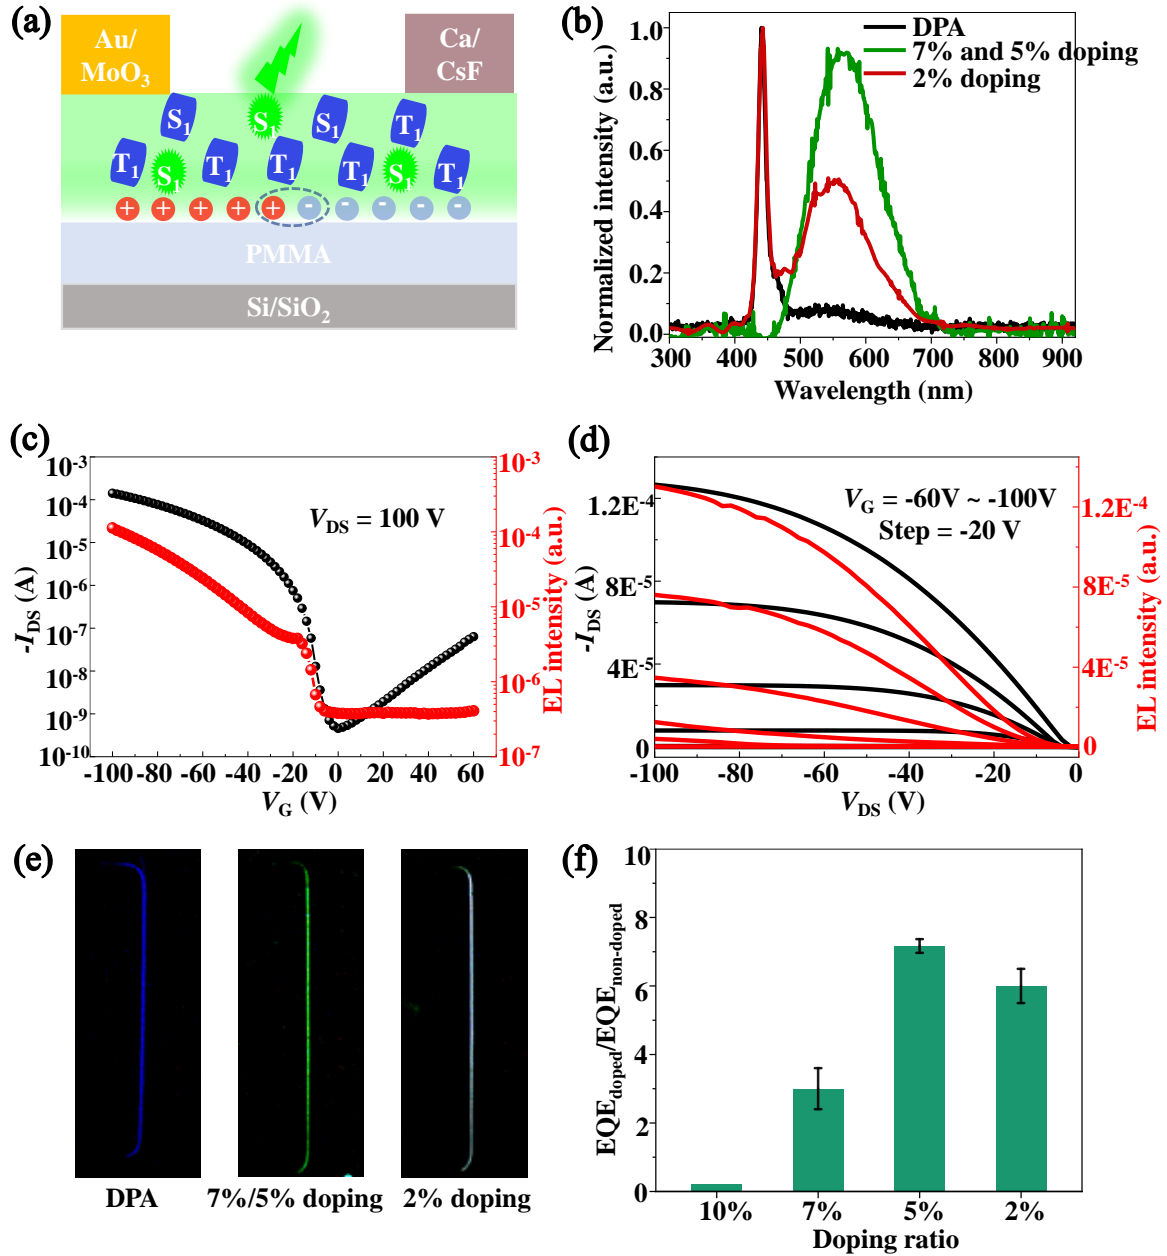 (a)
Au/
MoO3
Ca/
CsF
S1
S1
S1
T1
T1
S1
T1
T1
T1
S1
T1
+ + + + + - - - - -
PMMA
Si/SiO2
(b)
DPA
7% and 5% doping
2% doping
Normalized intensity (a.u.)
1.0
0.8
0.6
0.4
0.2
0.0
300 400 500 600 700 800 900
Wavelength (nm)
(c)
-IDS (A)
10-3
10-4
10-5
10-6
10-7
10-8
10-9
10-10
VDS = 100 V
10-3
10-4
10-5
10-6
10-7
EL intensity (a.u.)
-100 -80 -60 -40 -20 0 20 40 60
VG (V)
(d)
-IDS (A)
1.2E-4
8E-5
4E-5
0
VG = -60V ~ -100V
Step = -20 V
1.2E-4
8E-5
4E-5
0
EL intensity (a.u.)
-100 -80 -60 -40 -20 0
VDS (V)
(e)
DPA
7%/5% doping
2% doping
(f)
EQEdoped/EQEnon-doped
10
8
6
4
2
0
10% 7% 5% 2%
Doping ratio